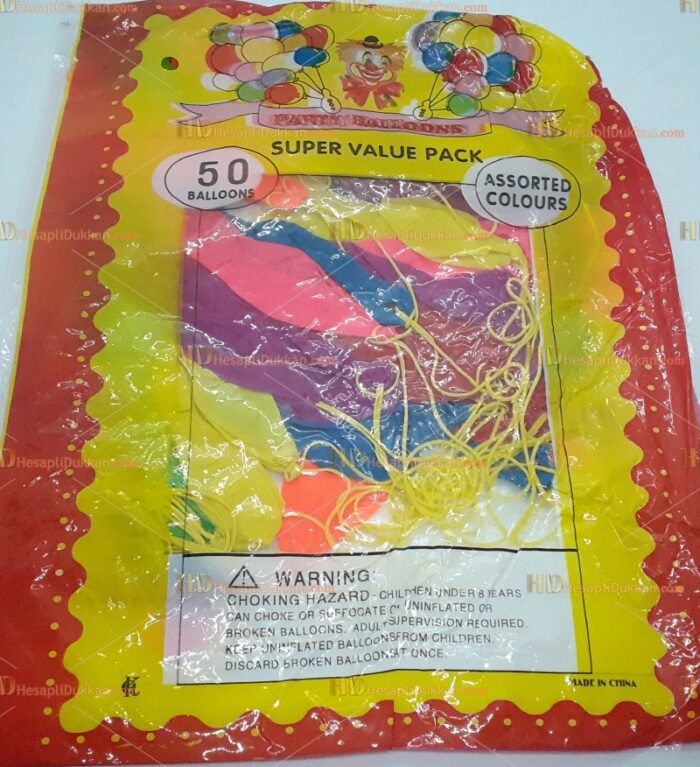 PARTY BALLOONS
SUPER VALUE PACK
50
BALLOONS
ASSORTED
COLOURS
WARNING:
CHOKING HAZARD - CHILDREN UNDER 8 YEARS
CAN CHOKE OR SUFFOCATE ON UNINFLATED OR
BROKEN BALLOONS. ADULT SUPERVISION REQUIRED.
KEEP UNINFLATED BALLOONS FROM CHILDREN.
DISCARD BROKEN BALLOONS AT ONCE.
MADE IN CHINA
HD HesapliDukkan.com